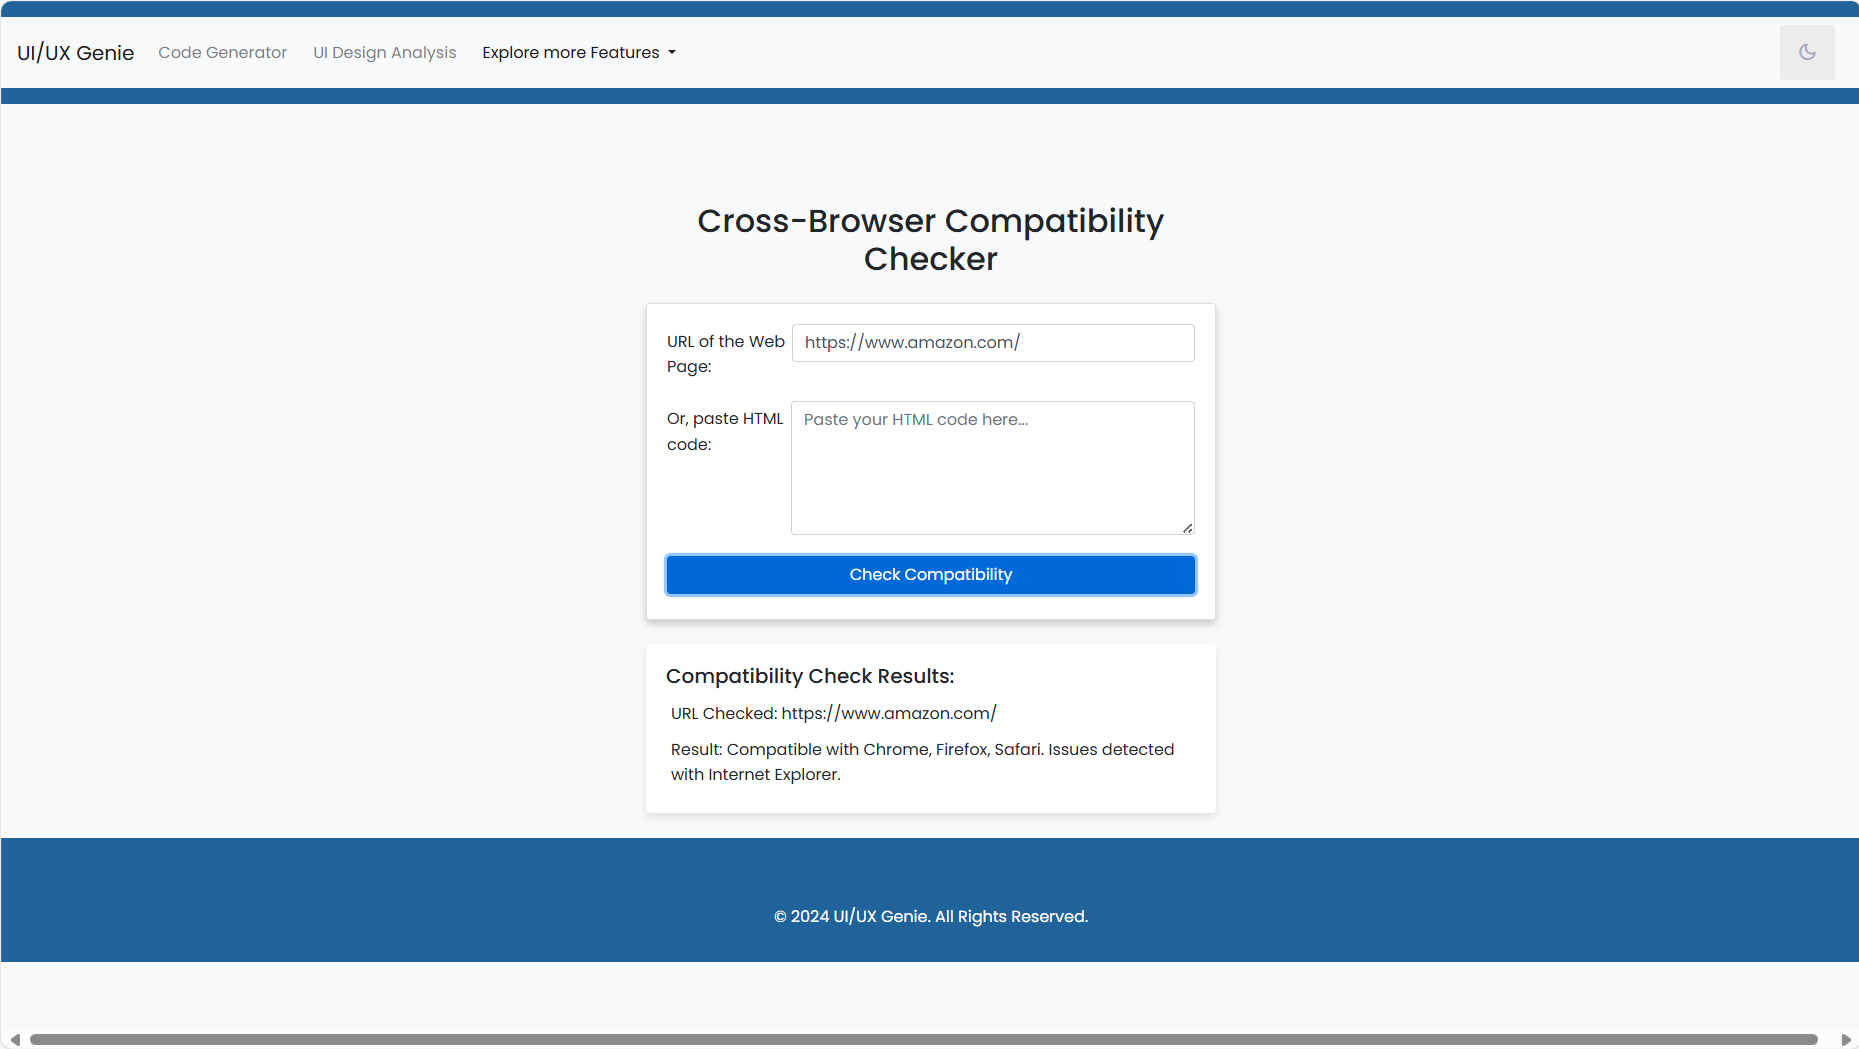 UI/UX Genie
Code Generator
UI Design Analysis
Explore more Features
Cross-Browser Compatibility
Checker
URL of the Web
Page:
https://www.amazon.com/
Or, paste HTML
code:
Paste your HTML code here...
Check Compatibility
Compatibility Check Results:
URL Checked: https://www.amazon.com/
Result: Compatible with Chrome, Firefox, Safari. Issues detected
with Internet Explorer.
© 2024 UI/UX Genie. All Rights Reserved.